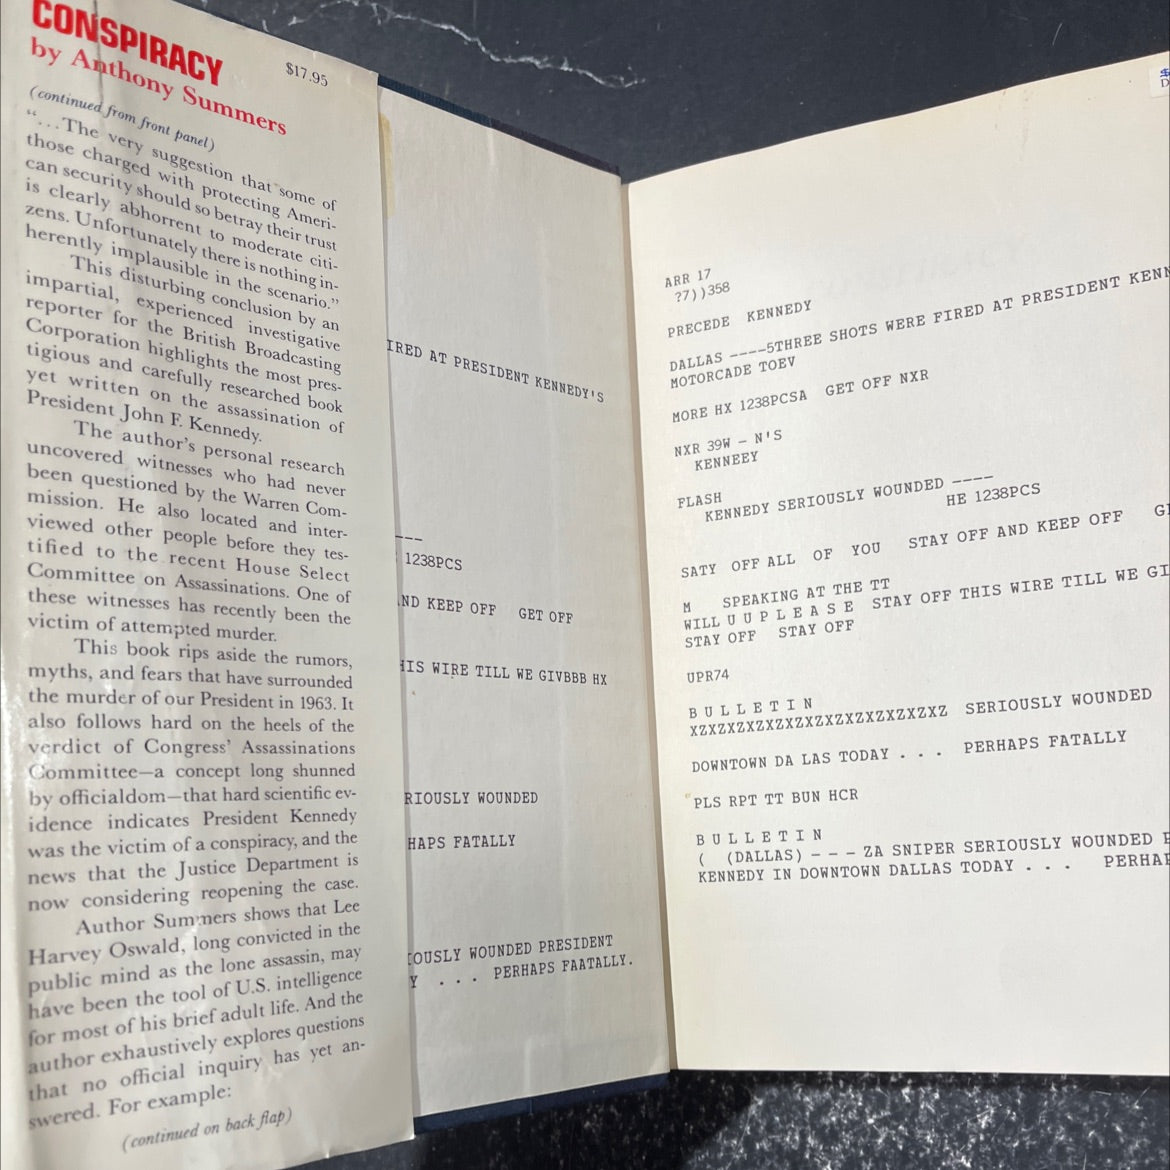 CONSPIRACY
by Anthony Summers
$17.95
(continued from front panel)
“...The very suggestion that some of
those charged with protecting Ameri-
can security should so betray their trust
is clearly abhorrent to moderate citi-
zens. Unfortunately there is nothing in-
herently implausible in the scenario.”
This disturbing conclusion by an
impartial, experienced investigative
reporter for the British Broadcasting
Corporation highlights the most pres-
tigious and carefully researched book
yet written on the assassination of
President John F. Kennedy.
The author's personal research
uncovered witnesses who had never
been questioned by the Warren Com-
mission. He also located and inter-
viewed other people before they tes-
tified to the recent House Select
Committee on Assassinations. One of
these witnesses has recently been the
victim of attempted murder.
This book rips aside the rumors,
myths, and fears that have surrounded
the murder of our President in 1963. It
also follows hard on the heels of the
verdict of Congress' Assassinations
Committee—a concept long shunned
by officialdom—that hard scientific ev-
idence indicates President Kennedy
was the victim of a conspiracy, and the
news that the Justice Department is
now considering reopening the case.
Author Summers shows that Lee
Harvey Oswald, long convicted in the
public mind as the lone assassin, may
have been the tool of U.S. intelligence
for most of his brief adult life. And the
author exhaustively explores questions
that no official inquiry has yet an-
swered. For example:
(continued on back flap)
IRED AT PRESIDENT KENNEDY'S
----
1238PCS
AND KEEP OFF GET OFF
HIS WIRE TILL WE GIVBBB HX
RIOUSLY WOUNDED
HAPS FATALLY
IOUSLY WOUNDED PRESIDENT
Y . . . PERHAPS FAATALLY.
ARR 17
?7))358
PRECEDE KENNEDY
DALLAS ----5THREE SHOTS WERE FIRED AT PRESIDENT KENN
MOTORCADE TOEV
MORE HX 1238PCSA GET OFF NXR
NXR 39W - N'S
KENNEEY
FLASH
KENNEDY SERIOUSLY WOUNDED ----
HE 1238PCS
SATY OFF ALL OF YOU STAY OFF AND KEEP OFF GE
M SPEAKING AT THE TT
WILL U U P L E A S E STAY OFF THIS WIRE TILL WE GI
STAY OFF STAY OFF
UPR74
B U L L E T I N
XZXZXZXZXZXZXZXZXZXZXZXZXZ SERIOUSLY WOUNDED
DOWNTOWN DA LAS TODAY . . . PERHAPS FATALLY
PLS RPT TT BUN HCR
B U L L E T I N
( (DALLAS) - - - ZA SNIPER SERIOUSLY WOUNDED P
KENNEDY IN DOWNTOWN DALLAS TODAY . . . PERHAP